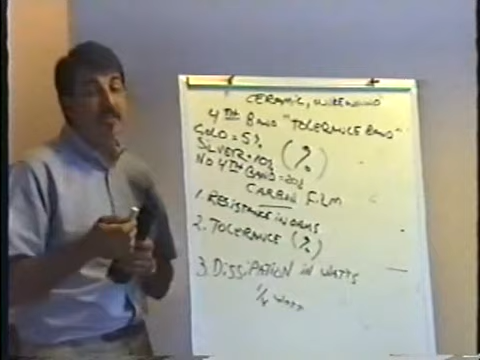 CERAMIC, WIREWOUND
4TH BAND "TOLERANCE BAND"
GOLD = 5%
SILVER = 10%
(%)
NO 4TH BAND = 20%
CARBON FILM
1. RESISTANCE IN OHMS
2. TOLERANCE (%)
3. DISSIPATION IN WATTS
1/4 WATT